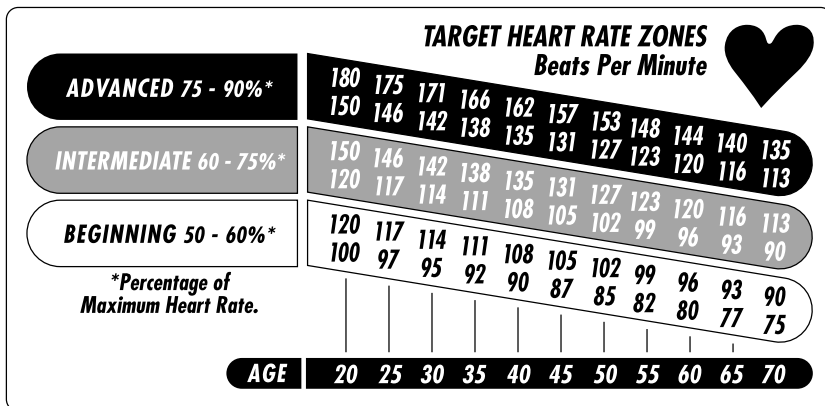 TARGET HEART RATE ZONES
Beats Per Minute
ADVANCED 75 - 90%*
180 175 171 166 162 157 153 148 144 140 135
150 146 142 138 135 131 127 123 120 116 113
INTERMEDIATE 60 - 75%*
150 146 142 138 135 131 127 123 120 116 113
120 117 114 111 108 105 102 99 96 93 90
BEGINNING 50 - 60%*
120 117 114 111 108 105 102 99 96 93 90
100 97 95 92 90 87 85 82 80 77 75
*Percentage of
Maximum Heart Rate.
AGE 20 25 30 35 40 45 50 55 60 65 70